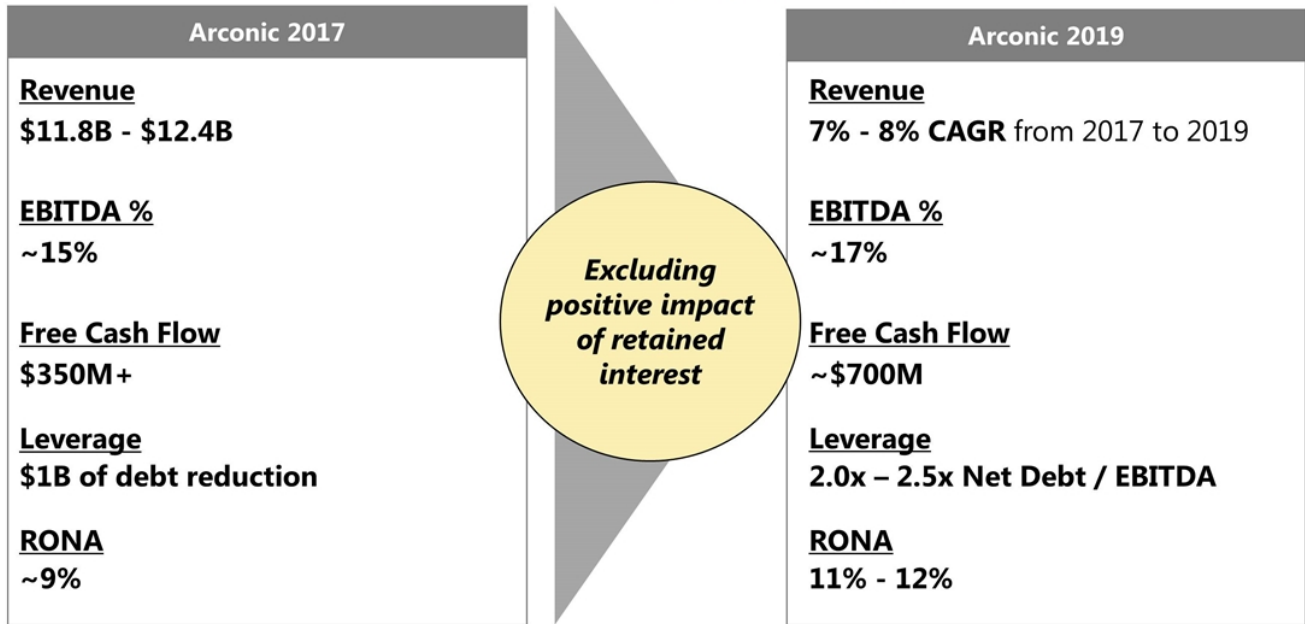 Arconic 2017
Revenue
$11.8B - $12.4B
EBITDA %
~15%
Free Cash Flow
$350M+
Leverage
$1B of debt reduction
RONA
~9%
Excluding
positive impact
of retained
interest
Arconic 2019
Revenue
7% - 8% CAGR from 2017 to 2019
EBITDA %
~17%
Free Cash Flow
~$700M
Leverage
2.0x – 2.5x Net Debt / EBITDA
RONA
11% - 12%